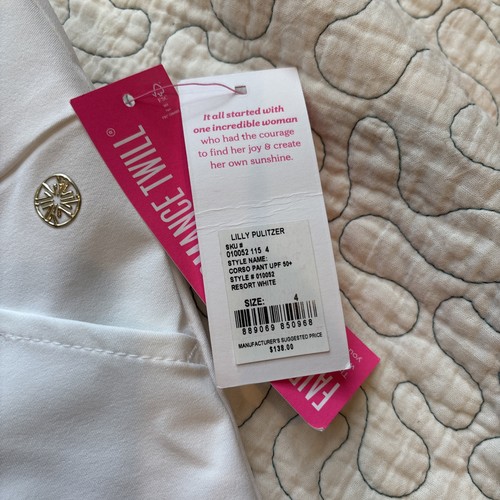 It all started with
one incredible woman
who had the courage
to find her joy & create
her own sunshine.
LILLY PULITZER
SKU #
010052 115 4
STYLE NAME:
CORSO PANT UPF 50+
STYLE # 010052
RESORT WHITE
SIZE: 4
889069 850968
MANUFACTURER'S SUGGESTED PRICE
$138.00
MANCE TWILL®